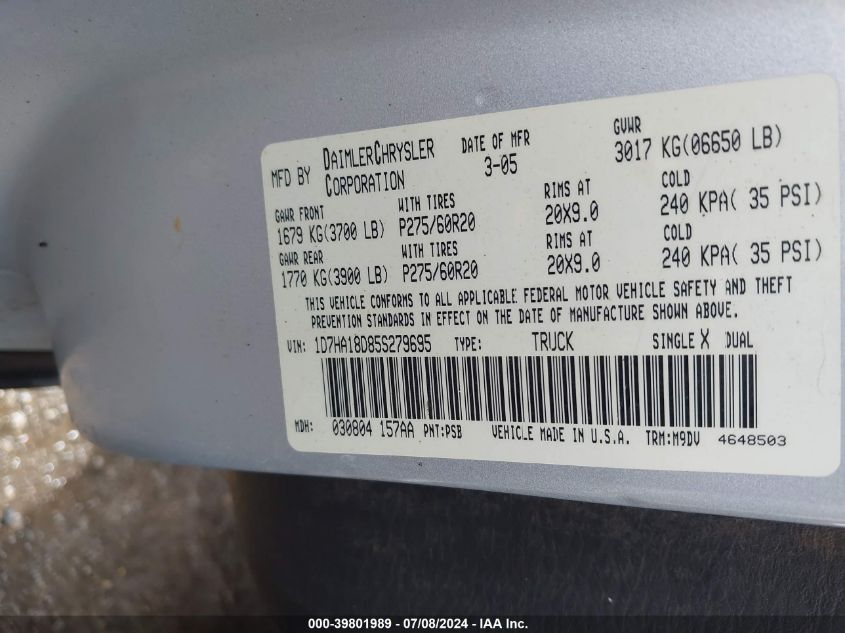 MFD BY DAIMLERCHRYSLER CORPORATION DATE OF MFR 3-05 GVWR 3017 KG(06650 LB)
GAWR FRONT WITH TIRES RIMS AT COLD
1679 KG(3700 LB) P275/60R20 20X9.0 240 KPA( 35 PSI)
GAWR REAR WITH TIRES RIMS AT COLD
1770 KG(3900 LB) P275/60R20 20X9.0 240 KPA( 35 PSI)
THIS VEHICLE CONFORMS TO ALL APPLICABLE FEDERAL MOTOR VEHICLE SAFETY AND THEFT
PREVENTION STANDARDS IN EFFECT ON THE DATE OF MANUFACTURE SHOWN ABOVE.
VIN: 1D7HA18D85S279695 TYPE: TRUCK SINGLE X DUAL
MDH: 030804 157AA PNT:PSB VEHICLE MADE IN U.S.A. TRM:M9DV 4648503
000-39801989 - 07/08/2024 - IAA Inc.